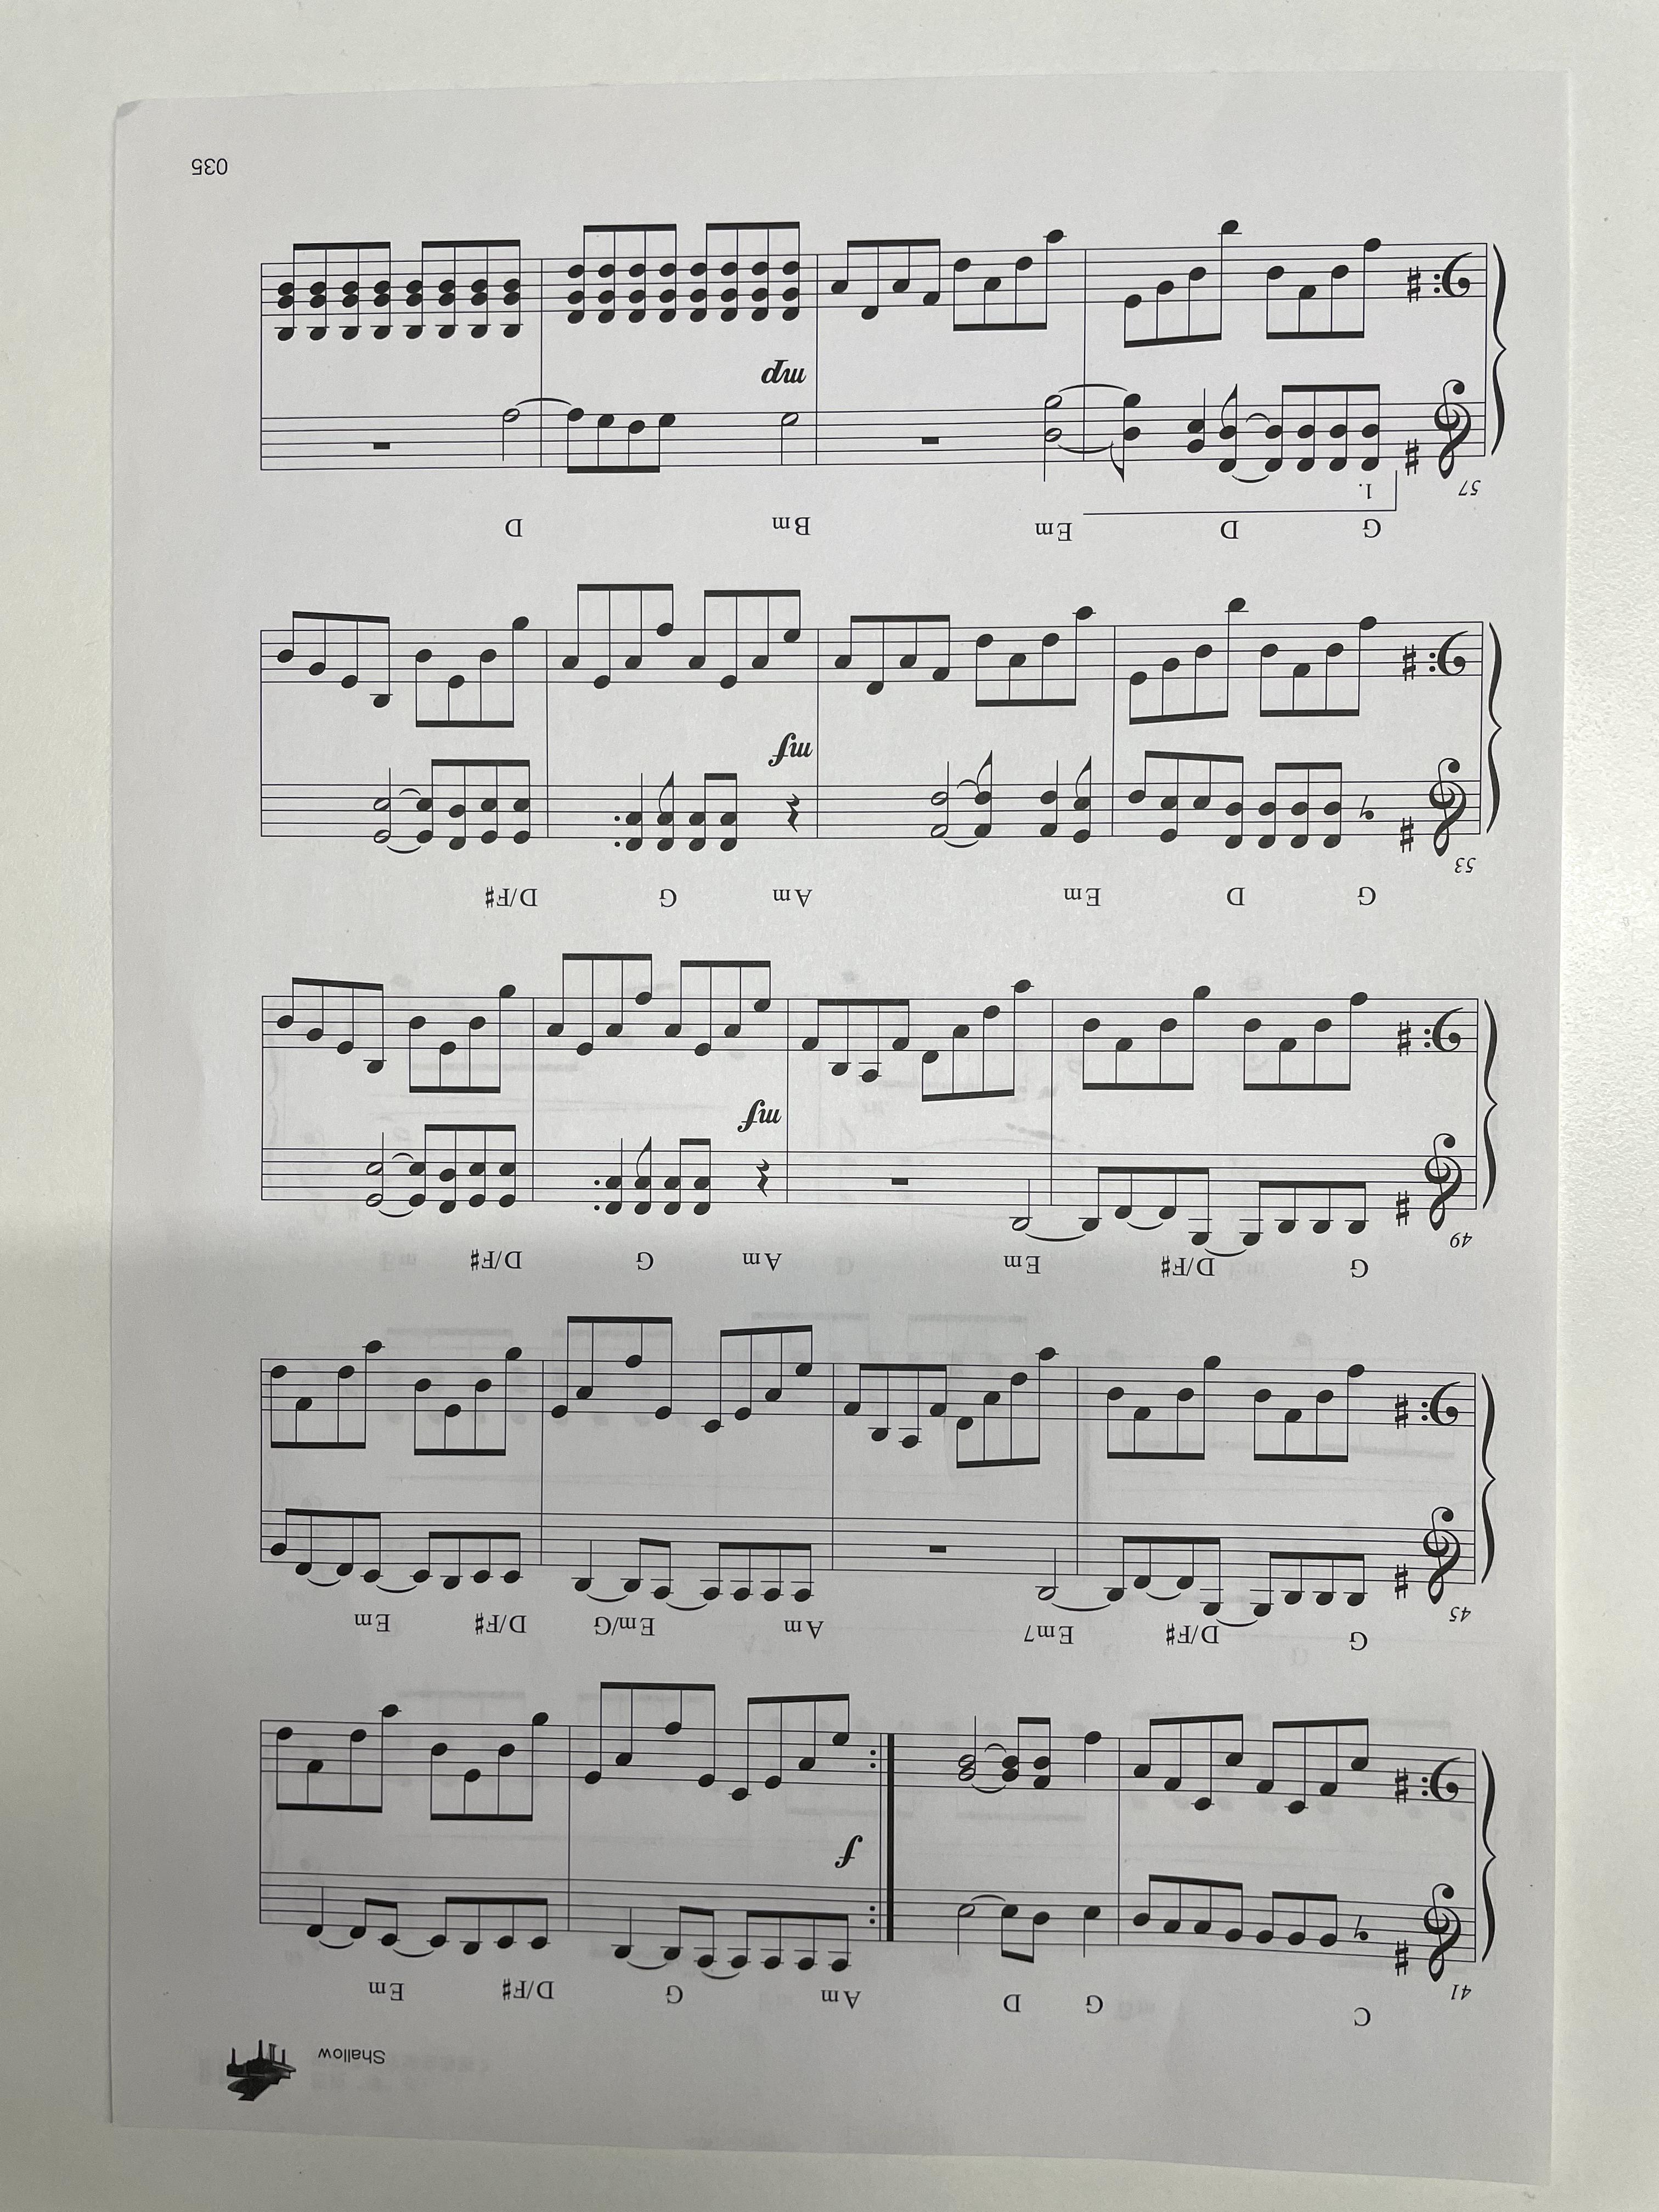 Shallow
41 C G D Am G D/F# Em
f
45 G D/F# Em7 Am Em/G D/F# Em
49 G D/F# Em Am G D/F#
mf
53 G D Em Am G D/F#
mf
57 G D Em Bm D
1.
mp
035